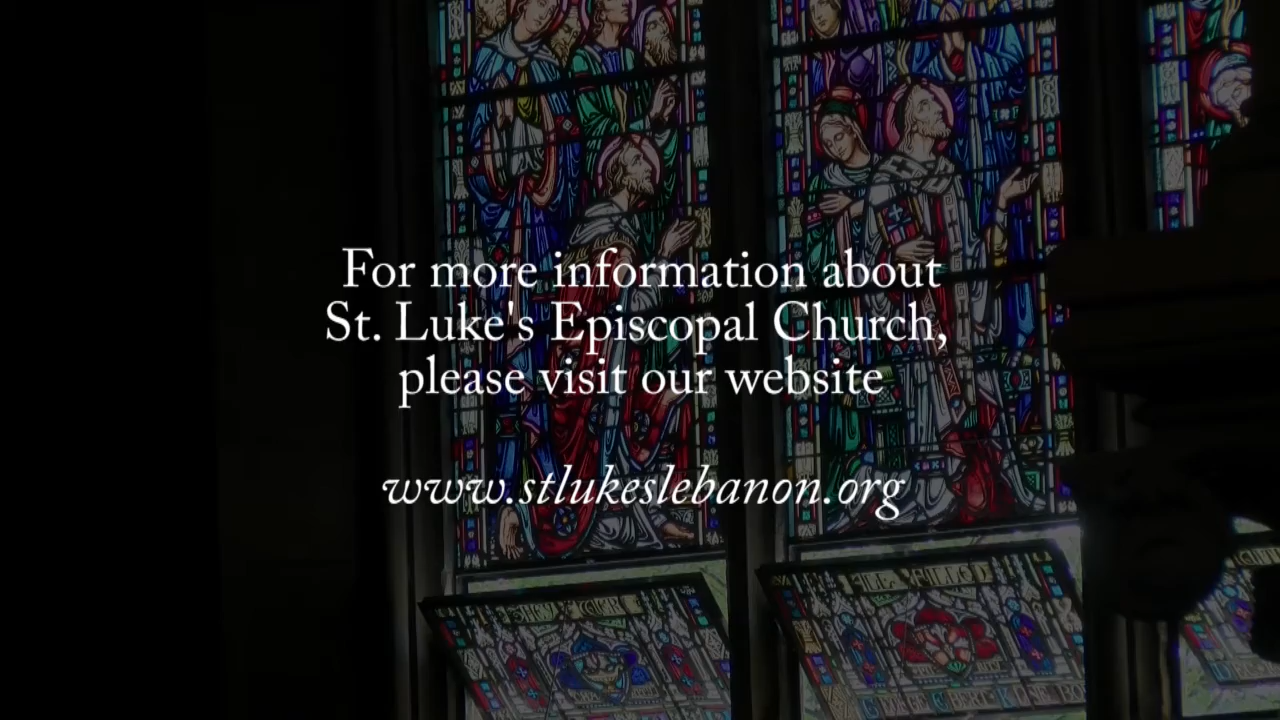 For more information about
St. Luke's Episcopal Church,
please visit our website
www.stlukeslebanon.org